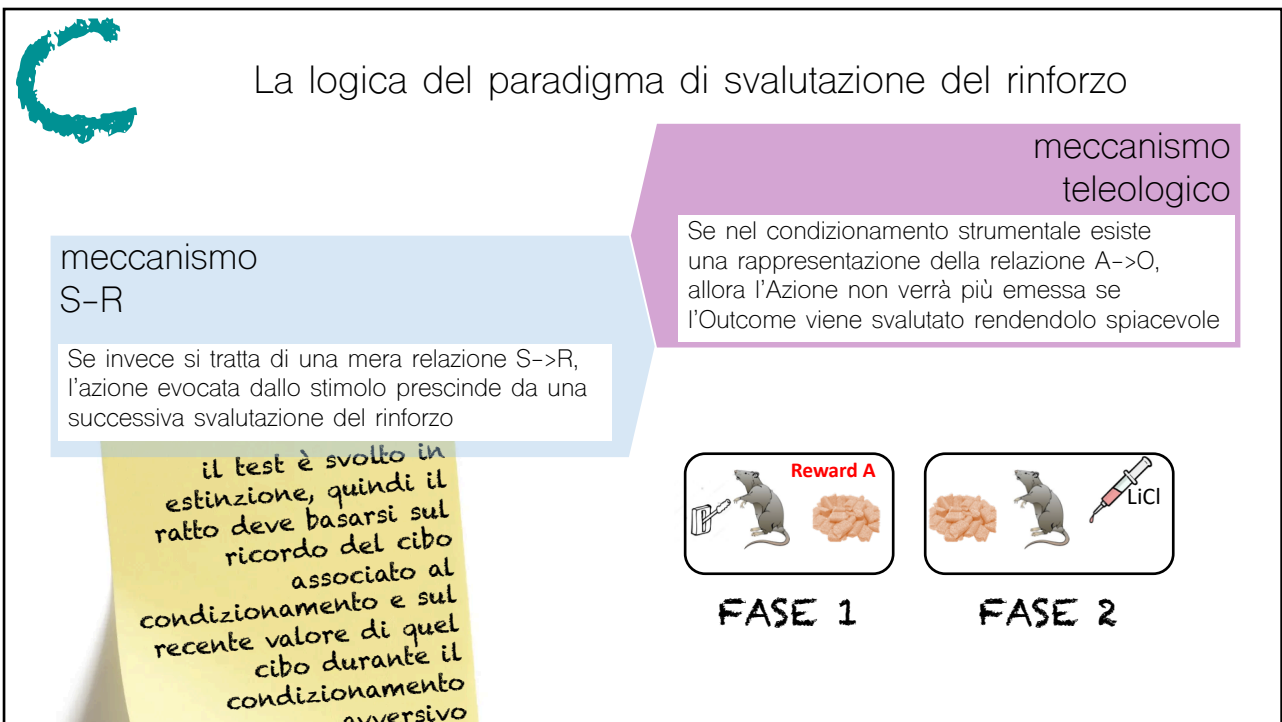 C
La logica del paradigma di svalutazione del rinforzo
meccanismo
teleologico
Se nel condizionamento strumentale esiste
una rappresentazione della relazione A->O,
allora l'Azione non verrà più emessa se
l'Outcome viene svalutato rendendolo spiacevole
meccanismo
S-R
Se invece si tratta di una mera relazione S->R,
l'azione evocata dallo stimolo prescinde da una
successiva svalutazione del rinforzo
il test è svolto in
estinzione, quindi il
ratto deve basarsi sul
ricordo del cibo
associato al
condizionamento e sul
recente valore di quel
cibo durante il
condizionamento
avversivo
Reward A
LiCl
FASE 1
FASE 2